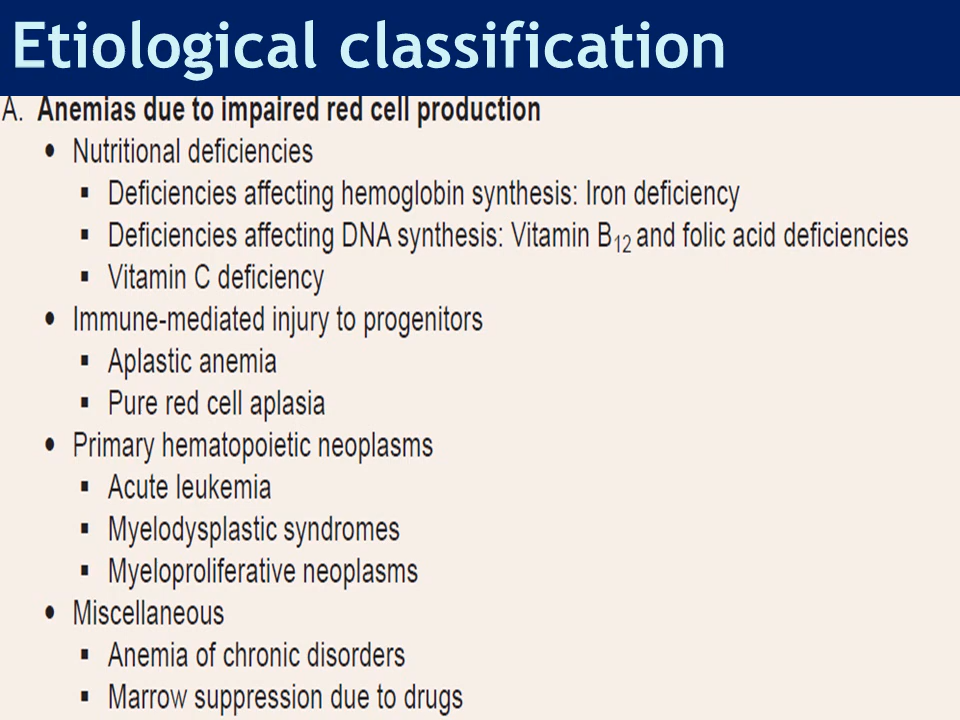 Etiological classification
A. Anemias due to impaired red cell production
• Nutritional deficiencies
▪ Deficiencies affecting hemoglobin synthesis: Iron deficiency
▪ Deficiencies affecting DNA synthesis: Vitamin B12 and folic acid deficiencies
▪ Vitamin C deficiency
• Immune-mediated injury to progenitors
▪ Aplastic anemia
▪ Pure red cell aplasia
• Primary hematopoietic neoplasms
▪ Acute leukemia
▪ Myelodysplastic syndromes
▪ Myeloproliferative neoplasms
• Miscellaneous
▪ Anemia of chronic disorders
▪ Marrow suppression due to drugs